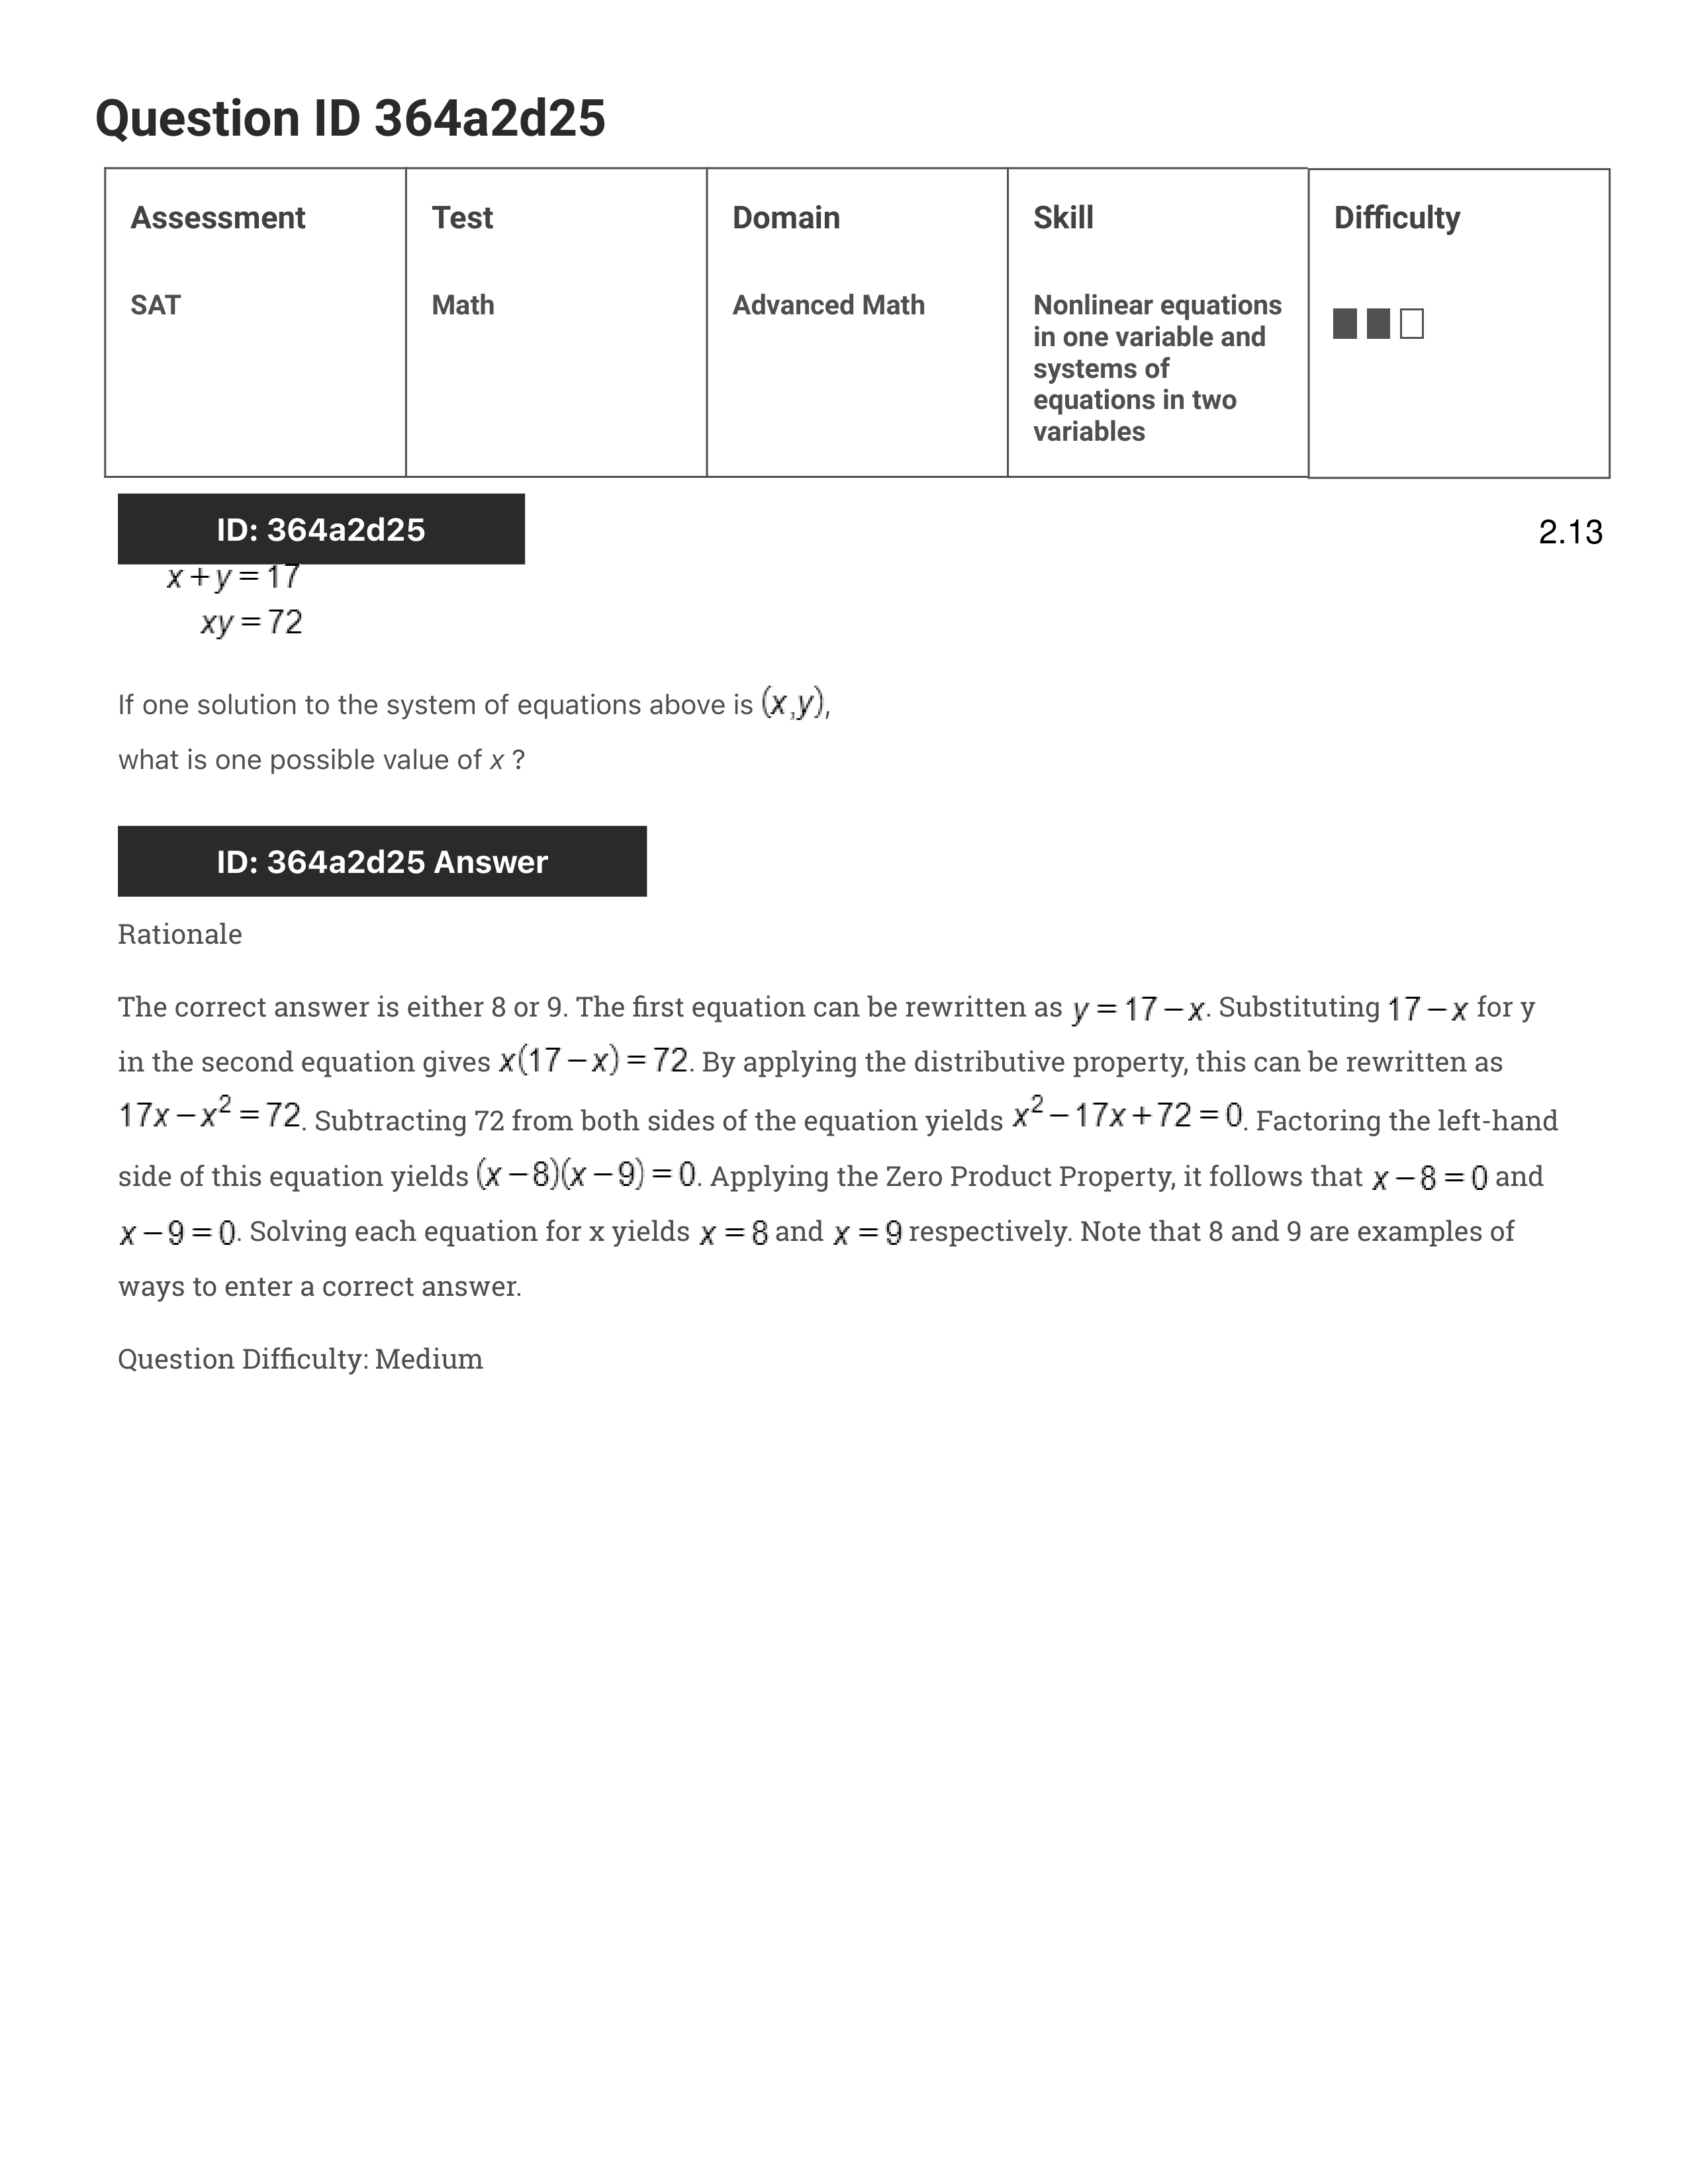 Question ID 364a2d25
Assessment
Test
Domain
Skill
Difficulty
SAT
Math
Advanced Math
Nonlinear equations
in one variable and
systems of
equations in two
variables
ID: 364a2d25
2.13
x + y = 17
xy = 72
If one solution to the system of equations above is (x, y),
what is one possible value of x ?
ID: 364a2d25 Answer
Rationale
The correct answer is either 8 or 9. The first equation can be rewritten as y = 17 − x. Substituting 17 − x for y
in the second equation gives x(17 − x) = 72. By applying the distributive property, this can be rewritten as
17x − x² = 72. Subtracting 72 from both sides of the equation yields x² − 17x + 72 = 0. Factoring the left-hand
side of this equation yields (x − 8)(x − 9) = 0. Applying the Zero Product Property, it follows that x − 8 = 0 and
x − 9 = 0. Solving each equation for x yields x = 8 and x = 9 respectively. Note that 8 and 9 are examples of
ways to enter a correct answer.
Question Difficulty: Medium